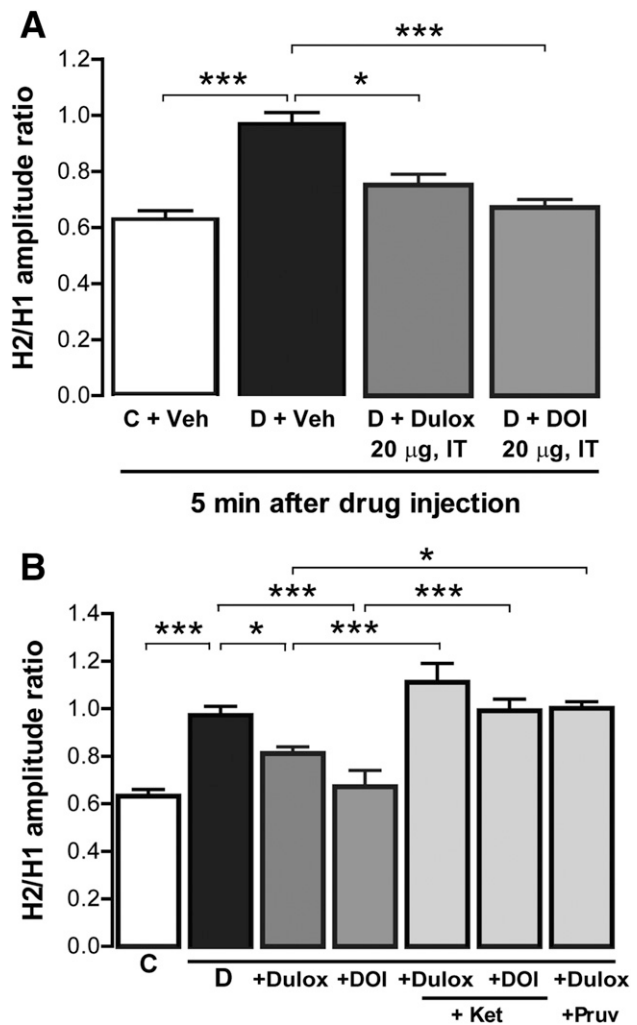 A
***
*** *
1.2
1.0
0.8
0.6
0.4
0.2
0.0
H2/H1 amplitude ratio
C + Veh D + Veh D + Dulox D + DOI
20 μg, IT 20 μg, IT
5 min after drug injection
B
*
*** ***
*** * ***
1.4
1.2
1.0
0.8
0.6
0.4
0.2
0.0
H2/H1 amplitude ratio
C D +Dulox +DOI +Dulox +DOI +Dulox
+ Ket +Pruv